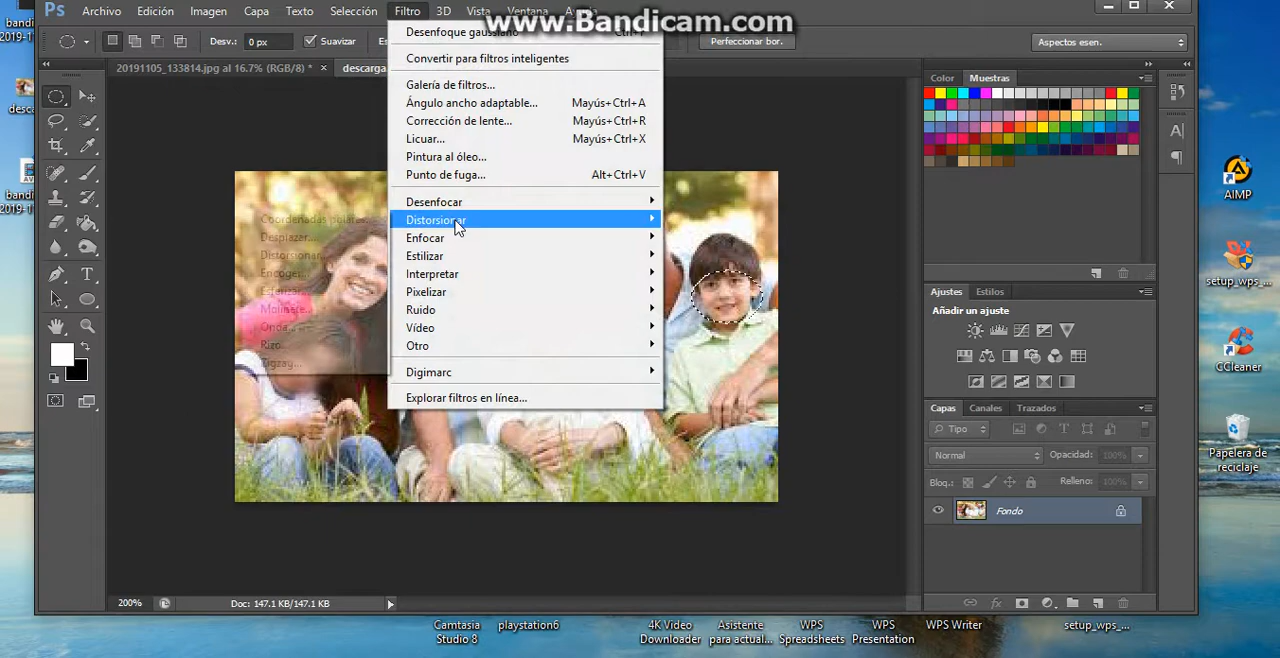 www.Bandicam.com
Ps
Archivo Edición Imagen Capa Texto Selección Filtro 3D Vista Ventana
Desv.: 0 px Suavizar
Perfeccionar bor.
Aspectos esen.
20191105_133814.jpg al 16.7% (RGB/8) * × descarga
Desenfoque gaussiano
Convertir para filtros inteligentes
Galería de filtros...
Ángulo ancho adaptable... Mayús+Ctrl+A
Corrección de lente... Mayús+Ctrl+R
Licuar... Mayús+Ctrl+X
Pintura al óleo...
Punto de fuga... Alt+Ctrl+V
Desenfocar
Distorsionar
Enfocar
Estilizar
Interpretar
Pixelizar
Ruido
Vídeo
Otro
Digimarc
Explorar filtros en línea...
Coordenadas polares...
Desplazar...
Distorsionar...
Encoger...
Esferizar...
Molinete...
Onda...
Rizo...
Zigzag...
Color Muestras
Ajustes Estilos
Añadir un ajuste
Capas Canales Trazados
Tipo
Normal Opacidad: 100%
Bloq.: Relleno: 100%
Fondo
200% Doc: 147.1 KB/147.1 KB
bandi
2019-1
desca
bandi
2019-1
AIMP
setup_wps_...
CCleaner
Papelera de
reciclaje
Camtasia
Studio 8
playstation6
4K Video
Downloader
Asistente
para actual...
WPS
Spreadsheets
WPS
Presentation
WPS Writer
setup_wps_...